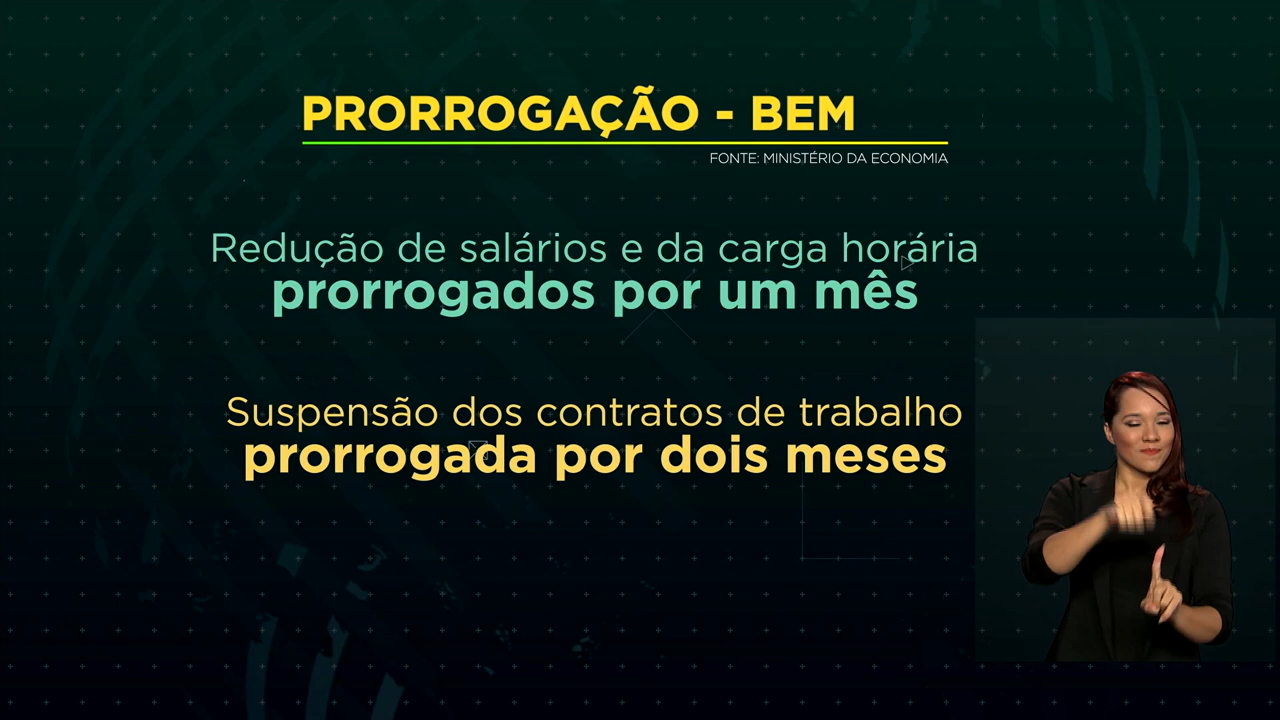 PRORROGAÇÃO - BEM
FONTE: MINISTÉRIO DA ECONOMIA
Redução de salários e da carga horária
prorrogados por um mês
Suspensão dos contratos de trabalho
prorrogada por dois meses